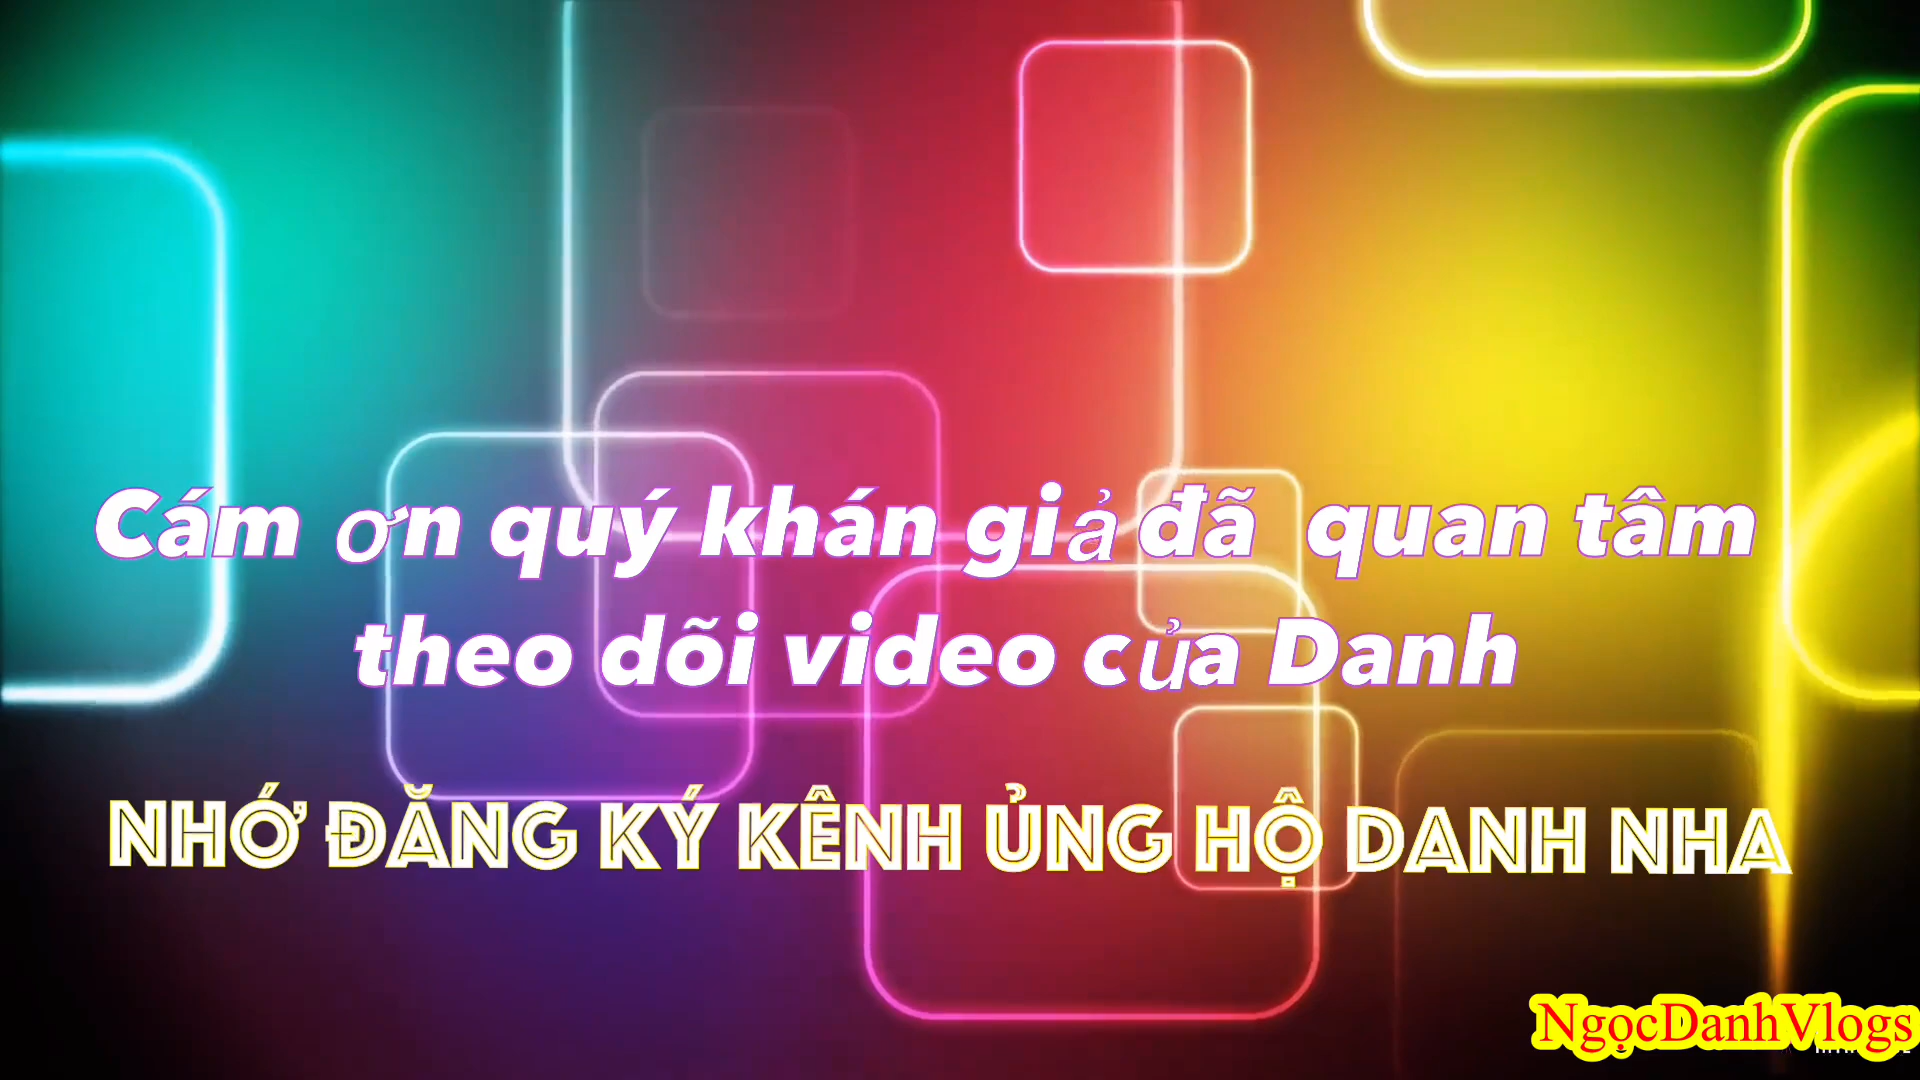 Cám ơn quý khán giả đã quan tâm
theo dõi video của Danh
NHỚ ĐĂNG KÝ KÊNH ỦNG HỘ DANH NHA
NgọcDanhVlogs